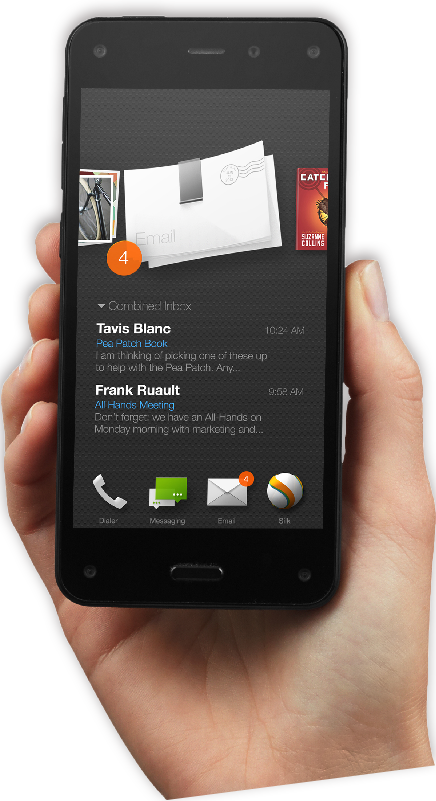 CATC
F
SUZANNE
COLLINS
Email
4
Combined Inbox
Tavis Blanc
10:24 AM
Pea Patch Book
I am thinking of picking one of these up
to help with the Pea Patch. Any...
Frank Ruault
9:58 AM
All Hands Meeting
Don't forget: we have an All-Hands on
Monday morning with marketing and...
4
Dialer
Messaging
Email
Silk